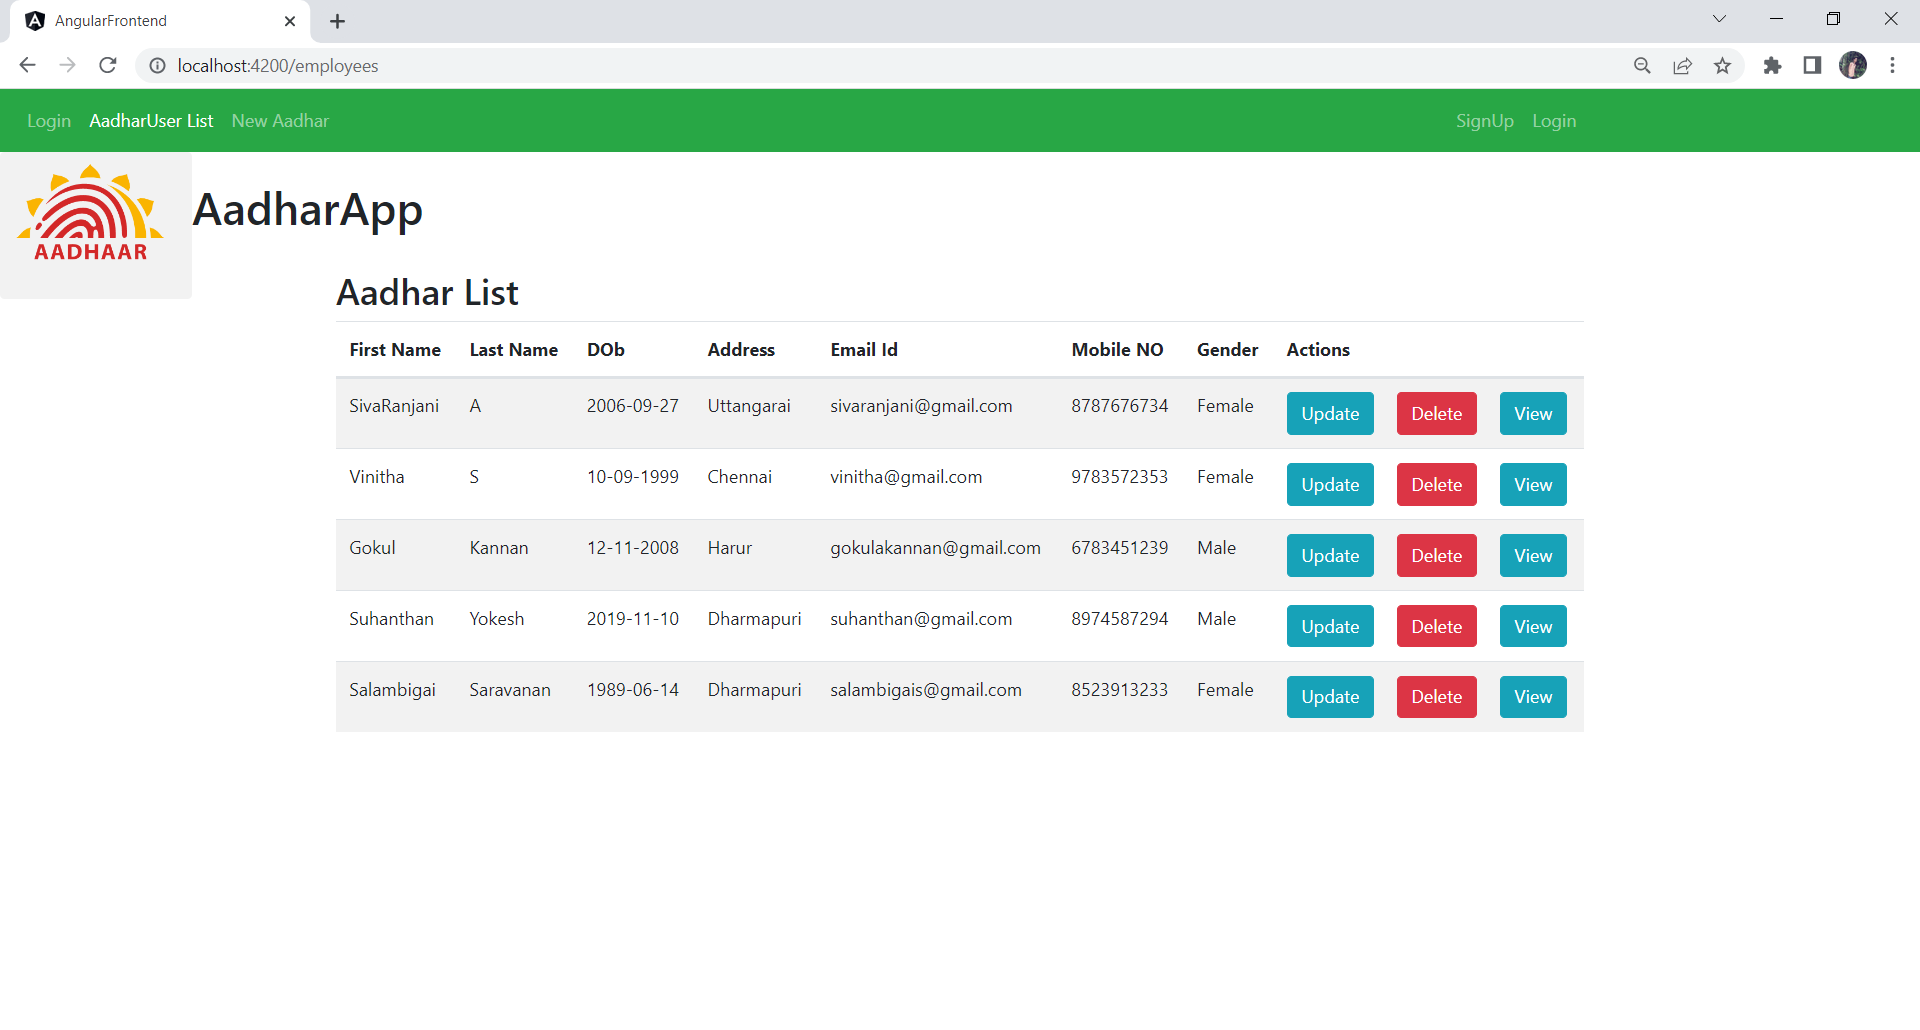 AngularFrontend
localhost:4200/employees
Login AadharUser List New Aadhar SignUp Login
AADHAAR
AadharApp
Aadhar List
First Name Last Name DOb Address Email Id Mobile NO Gender Actions
SivaRanjani A 2006-09-27 Uttangarai sivaranjani@gmail.com 8787676734 Female Update Delete View
Vinitha S 10-09-1999 Chennai vinitha@gmail.com 9783572353 Female Update Delete View
Gokul Kannan 12-11-2008 Harur gokulakannan@gmail.com 6783451239 Male Update Delete View
Suhanthan Yokesh 2019-11-10 Dharmapuri suhanthan@gmail.com 8974587294 Male Update Delete View
Salambigai Saravanan 1989-06-14 Dharmapuri salambigais@gmail.com 8523913233 Female Update Delete View